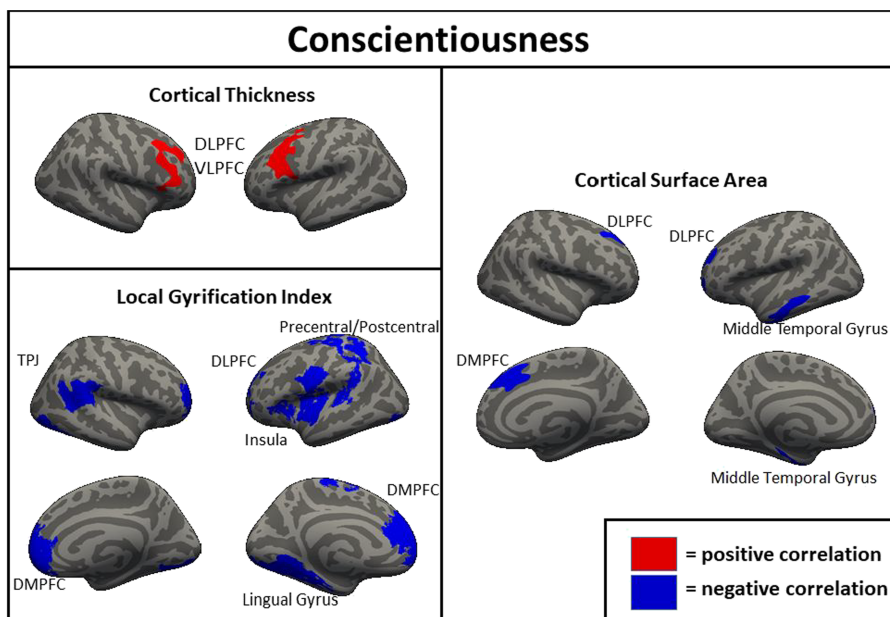 Conscientiousness
Cortical Thickness
DLPFC
VLPFC
Local Gyrification Index
Precentral/Postcentral
TPJ
DLPFC
Insula
DMPFC
DMPFC
Lingual Gyrus
Cortical Surface Area
DLPFC
DLPFC
Middle Temporal Gyrus
DMPFC
Middle Temporal Gyrus
= positive correlation
= negative correlation